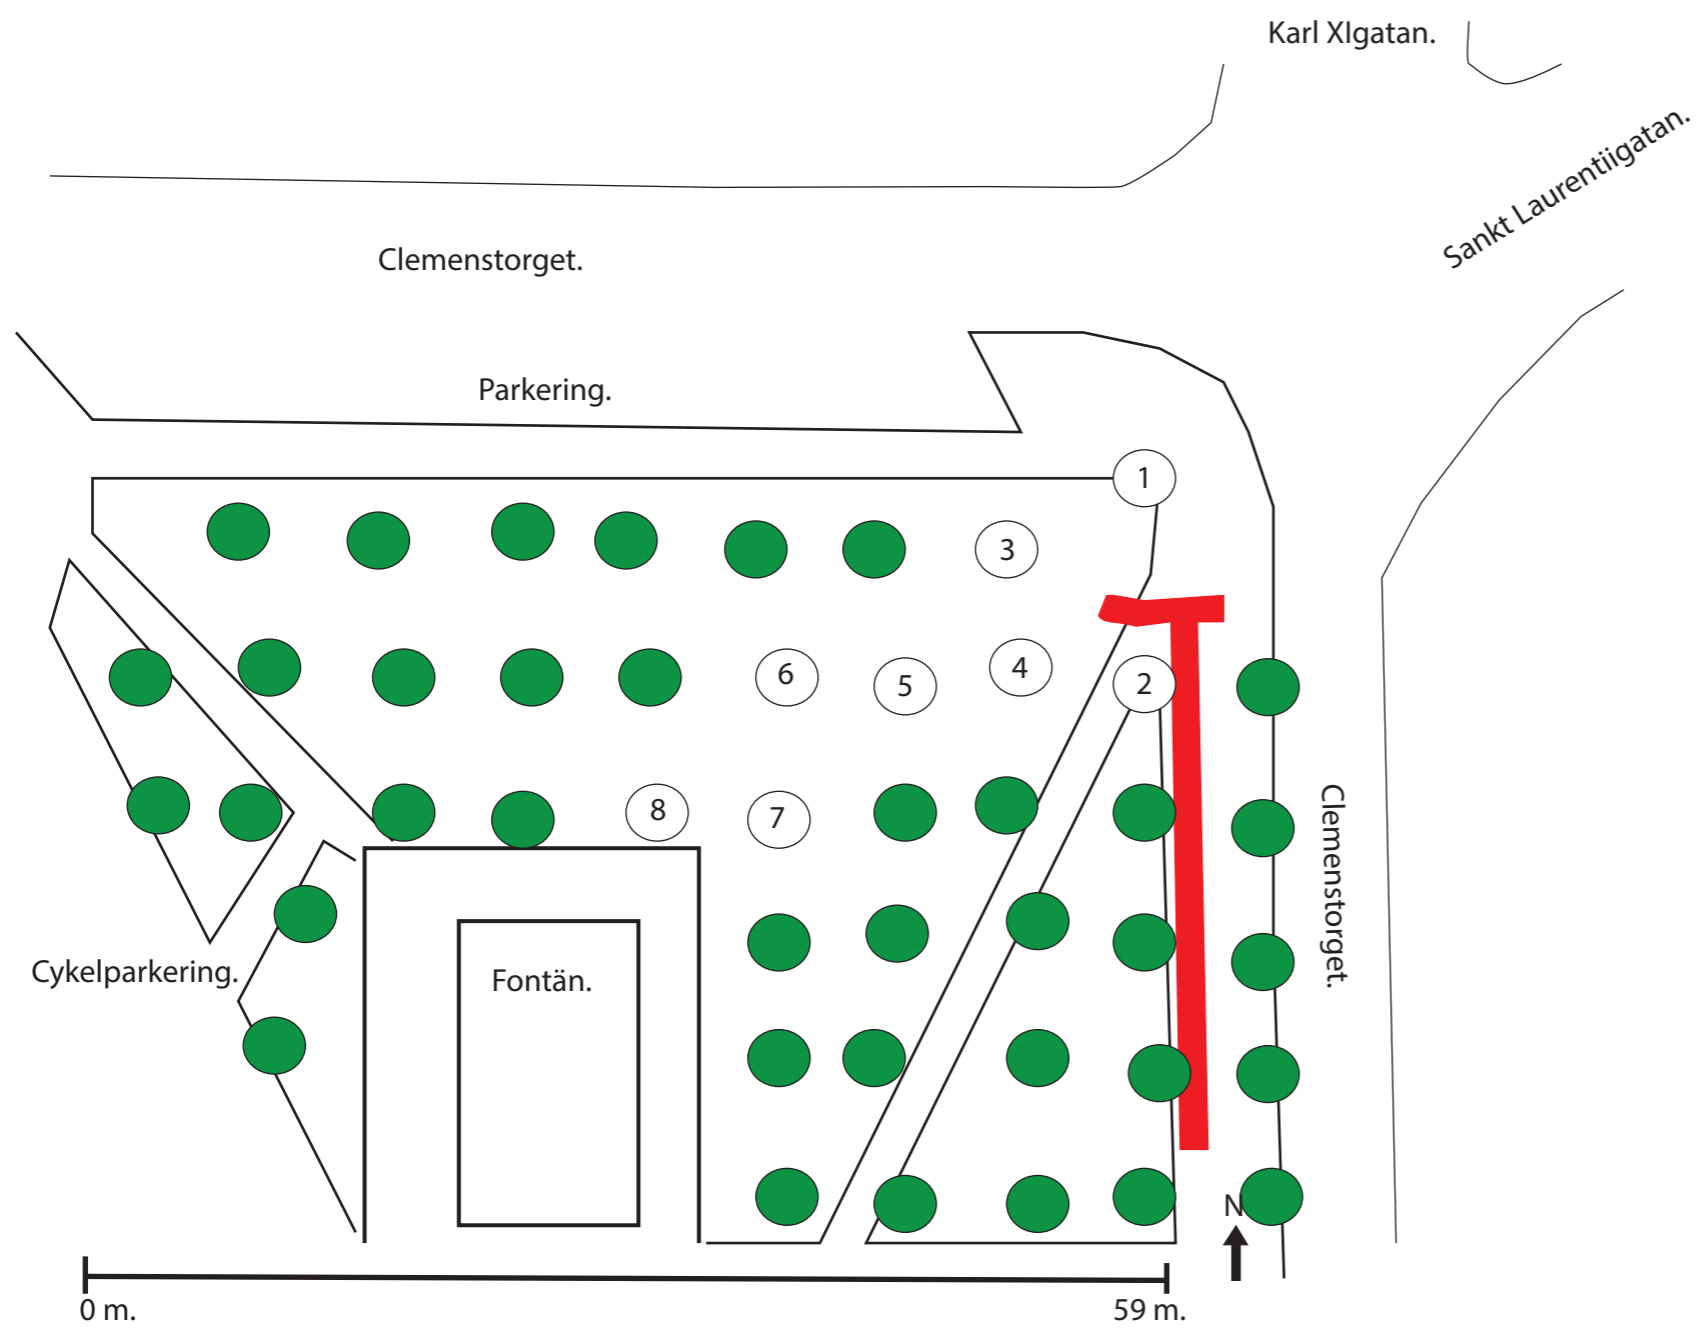 Karl XIgatan.
Sankt Laurentiigatan.
Clemenstorget.
Parkering.
1
3
6
5
4
2
8
7
Clemenstorget.
Cykelparkering.
Fontän.
N
0 m.
59 m.